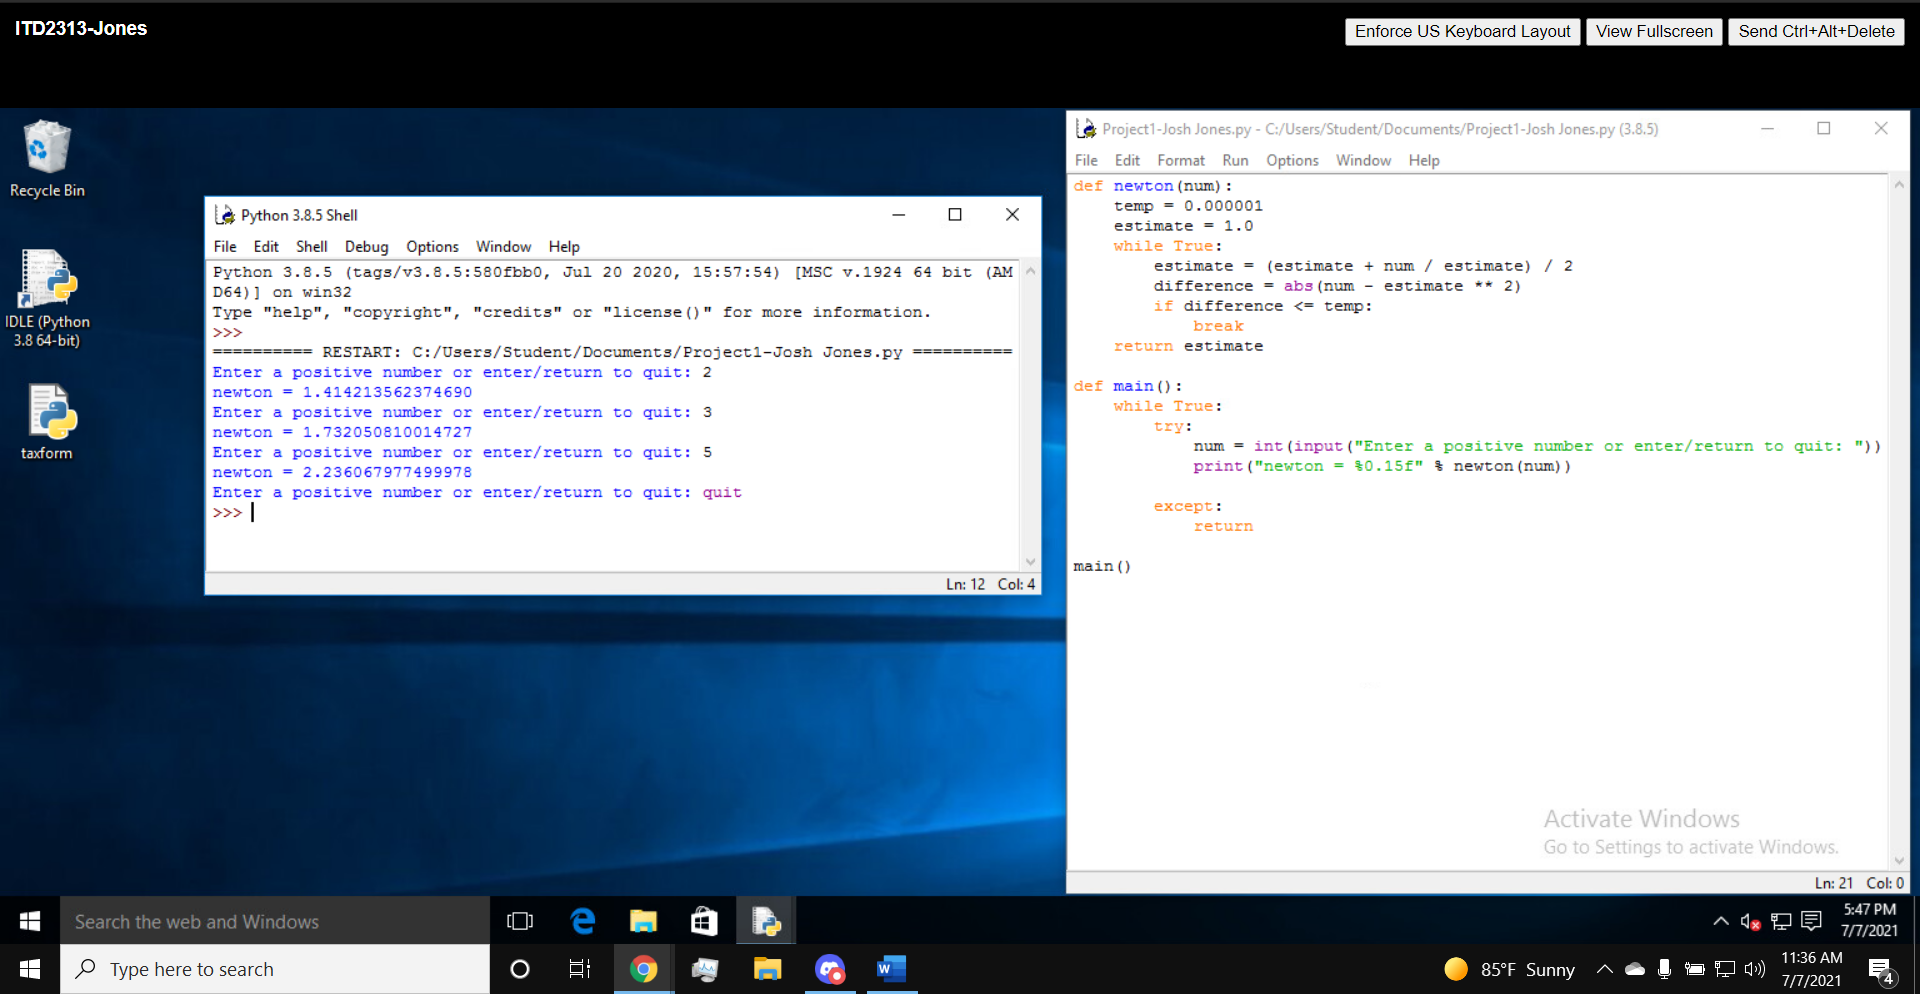 ITD2313-Jones
Enforce US Keyboard Layout
View Fullscreen
Send Ctrl+Alt+Delete
Recycle Bin
IDLE (Python
3.8 64-bit)
taxform
Python 3.8.5 Shell
File Edit Shell Debug Options Window Help
Python 3.8.5 (tags/v3.8.5:580fbb0, Jul 20 2020, 15:57:54) [MSC v.1924 64 bit (AM
D64)] on win32
Type "help", "copyright", "credits" or "license()" for more information.
>>>
========== RESTART: C:/Users/Student/Documents/Project1-Josh Jones.py ==========
Enter a positive number or enter/return to quit: 2
newton = 1.414213562374690
Enter a positive number or enter/return to quit: 3
newton = 1.732050810014727
Enter a positive number or enter/return to quit: 5
newton = 2.236067977499978
Enter a positive number or enter/return to quit: quit
>>>
Ln: 12 Col: 4
Project1-Josh Jones.py - C:/Users/Student/Documents/Project1-Josh Jones.py (3.8.5)
File Edit Format Run Options Window Help
def newton(num):
    temp = 0.000001
    estimate = 1.0
    while True:
        estimate = (estimate + num / estimate) / 2
        difference = abs(num - estimate ** 2)
        if difference <= temp:
            break
    return estimate
def main():
    while True:
        try:
            num = int(input("Enter a positive number or enter/return to quit: "))
            print("newton = %0.15f" % newton(num))
        except:
            return
main()
Activate Windows
Go to Settings to activate Windows.
Ln: 21 Col: 0
Search the web and Windows
5:47 PM
7/7/2021
Type here to search
85°F Sunny
11:36 AM
7/7/2021
4